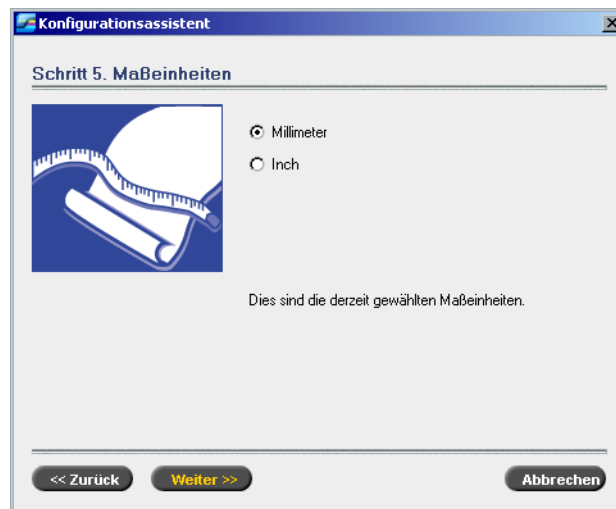 Konfigurationsassistent
Schritt 5. Maßeinheiten
Millimeter
Inch
Dies sind die derzeit gewählten Maßeinheiten.
<< Zurück
Weiter >>
Abbrechen